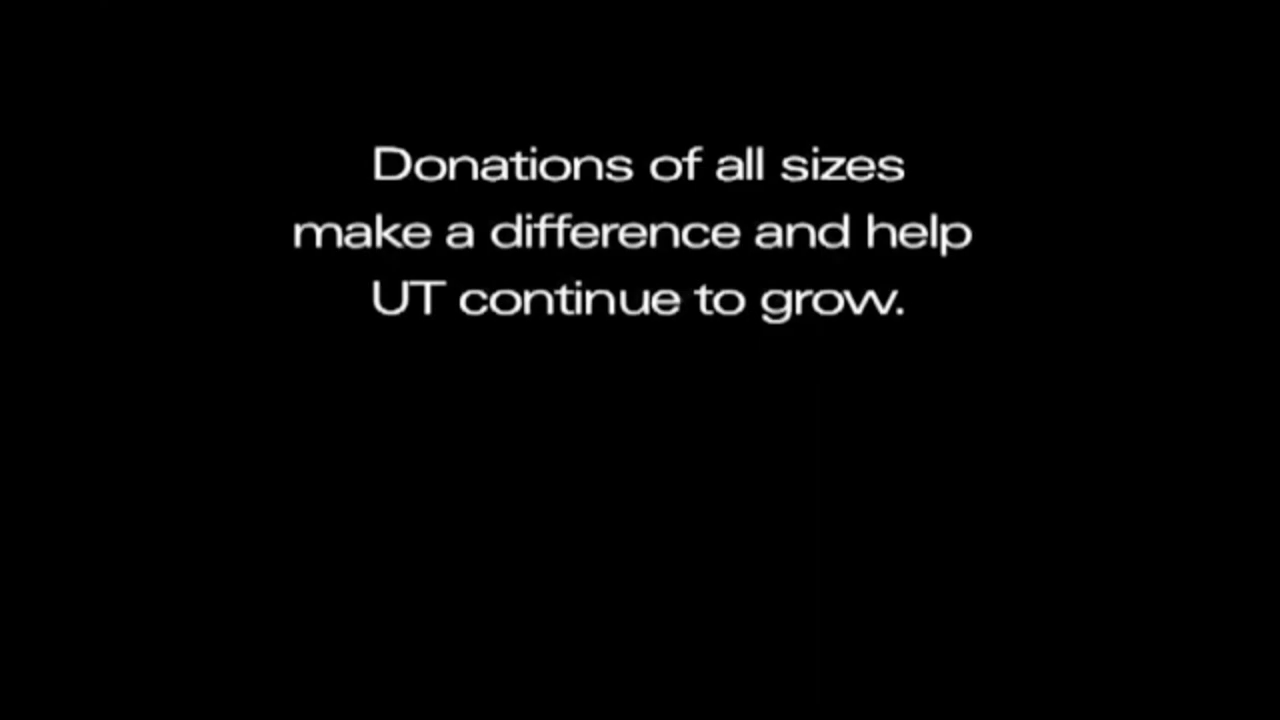 Donations of all sizes
make a difference and help
UT continue to grow.